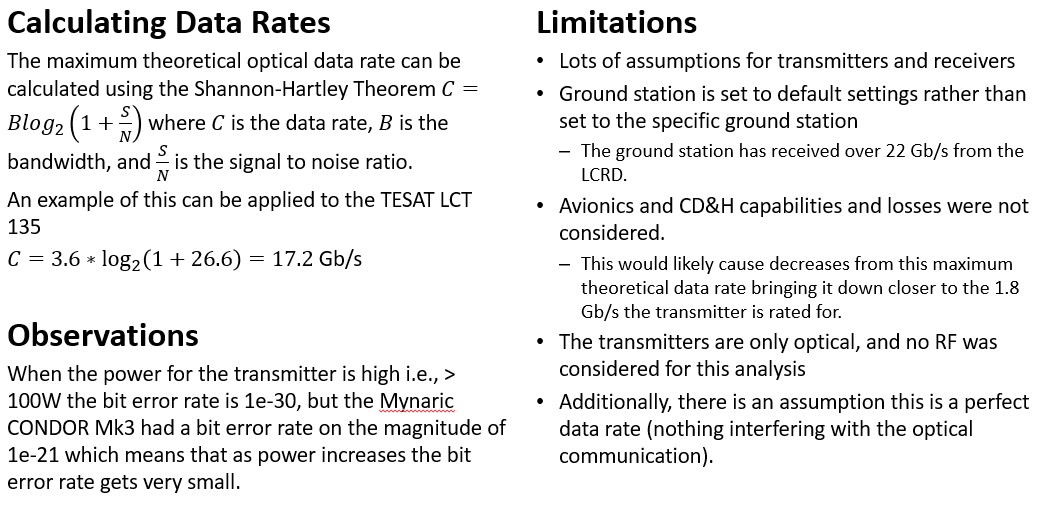 Calculating Data Rates
The maximum theoretical optical data rate can be
calculated using the Shannon-Hartley Theorem C =
Blog₂(1 + S/N) where C is the data rate, B is the
bandwidth, and S/N is the signal to noise ratio.
An example of this can be applied to the TESAT LCT
135
C = 3.6 ∗ log₂(1 + 26.6) = 17.2 Gb/s
Observations
When the power for the transmitter is high i.e., >
100W the bit error rate is 1e-30, but the Mynaric
CONDOR Mk3 had a bit error rate on the magnitude of
1e-21 which means that as power increases the bit
error rate gets very small.
Limitations
• Lots of assumptions for transmitters and receivers
• Ground station is set to default settings rather than
set to the specific ground station
– The ground station has received over 22 Gb/s from the
LCRD.
• Avionics and CD&H capabilities and losses were not
considered.
– This would likely cause decreases from this maximum
theoretical data rate bringing it down closer to the 1.8
Gb/s the transmitter is rated for.
• The transmitters are only optical, and no RF was
considered for this analysis
• Additionally, there is an assumption this is a perfect
data rate (nothing interfering with the optical
communication).